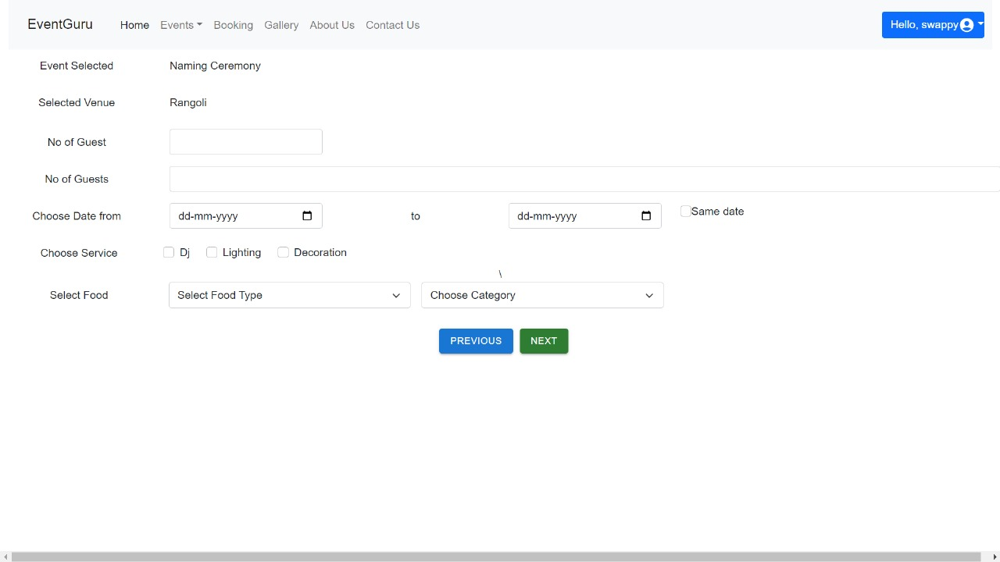 EventGuru Home Events Booking Gallery About Us Contact Us Hello, swappy
Event Selected Naming Ceremony
Selected Venue Rangoli
No of Guest
No of Guests
Choose Date from dd-mm-yyyy to dd-mm-yyyy Same date
Choose Service Dj Lighting Decoration
\
Select Food Select Food Type Choose Category
PREVIOUS NEXT